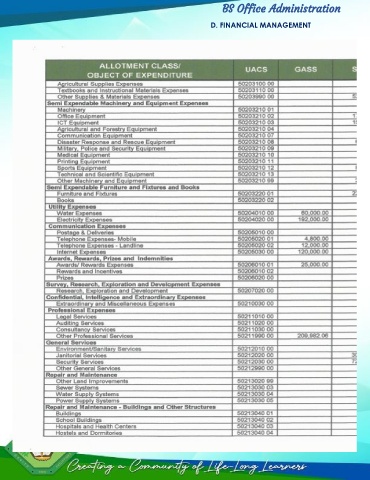 BS Office Administration
D. FINANCIAL MANAGEMENT
ALLOTMENT CLASS/ OBJECT OF EXPENDITURE UACS GASS S
Agricultural Supplies Expenses 50203100 00
Textbooks and Instructional Materials Expenses 50203110 00
Other Supplies & Materials Expenses 50203990 00
Semi Expendable Machinery and Equipment Expenses
Machinery 50203210 01
Office Equipment 50203210 02
ICT Equipment 50203210 03
Agricultural and Forestry Equipment 50203210 04
Communication Equipment 50203210 07
Disaster Response and Rescue Equipment 50203210 08
Military, Police and Security Equipment 50203210 09
Medical Equipment 50203210 10
Printing Equipment 50203210 11
Sports Equipment 50203210 12
Technical and Scientific Equipment 50203210 13
Other Machinery and Equipment 50203210 99
Semi Expendable Furniture and Fixtures and Books
Furniture and Fixtures 50203220 01
Books 50203220 02
Utility Expenses
Water Expenses 50204010 00 60,000.00
Electricity Expenses 50204020 00 192,000.00
Communication Expenses
Postage & Deliveries 50205010 00
Telephone Expenses- Mobile 50205020 01 4,800.00
Telephone Expenses - Landline 50205020 02 12,000.00
Internet Expenses 50205030 00 120,000.00
Awards, Rewards, Prizes and Indemnities
Awards/ Rewards Expenses 50206010 01 25,000.00
Rewards and Incentives 50206010 02
Prizes 50206020 00
Survey, Research, Exploration and Development Expenses
Research, Exploration and Development 50207020 00
Confidential, Intelligence and Extraordinary Expenses
Extraordinary and Miscellaneous Expenses 50210030 00
Professional Expenses
Legal Services 50211010 00
Auditing Services 50211020 00
Consultancy Services 50211030 00
Other Professional Services 50211990 00 209,982.06
General Services
Environment/Sanitary Services 50212010 00
Janitorial Services 50212020 00
Security Services 50212030 00
Other General Services 50212990 00
Repair and Maintenance
Other Land Improvements 50213020 99
Sewer Systems 50213030 03
Water Supply Systems 50213030 04
Power Supply Systems 50213030 05
Repair and Maintenance - Buildings and Other Structures
Buildings 50213040 01
School Buildings 50213040 02
Hospitals and Health Centers 50213040 03
Hostels and Dormitories 50213040 04
Creating a Community of Life-Long Learners